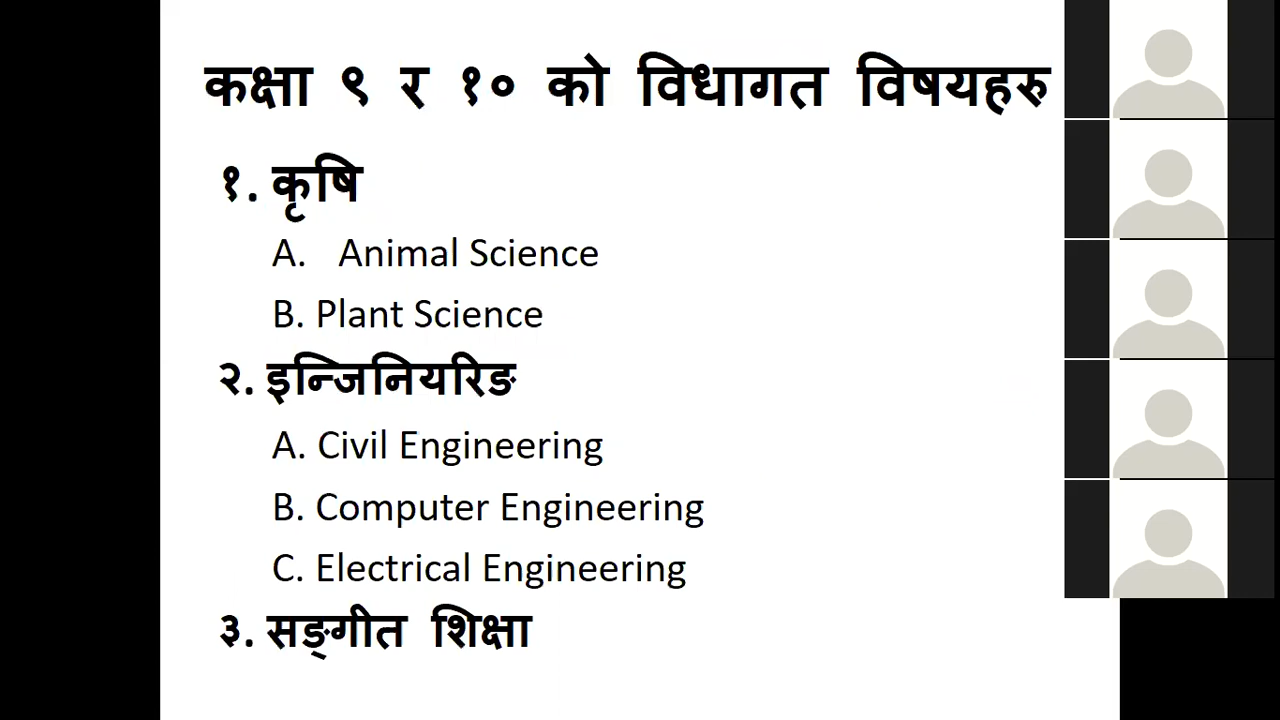 कक्षा ९ र १० को विधागत विषयहरु
१. कृषि
A. Animal Science
B. Plant Science
२. इन्जिनियरिङ
A. Civil Engineering
B. Computer Engineering
C. Electrical Engineering
३. सङ्गीत शिक्षा